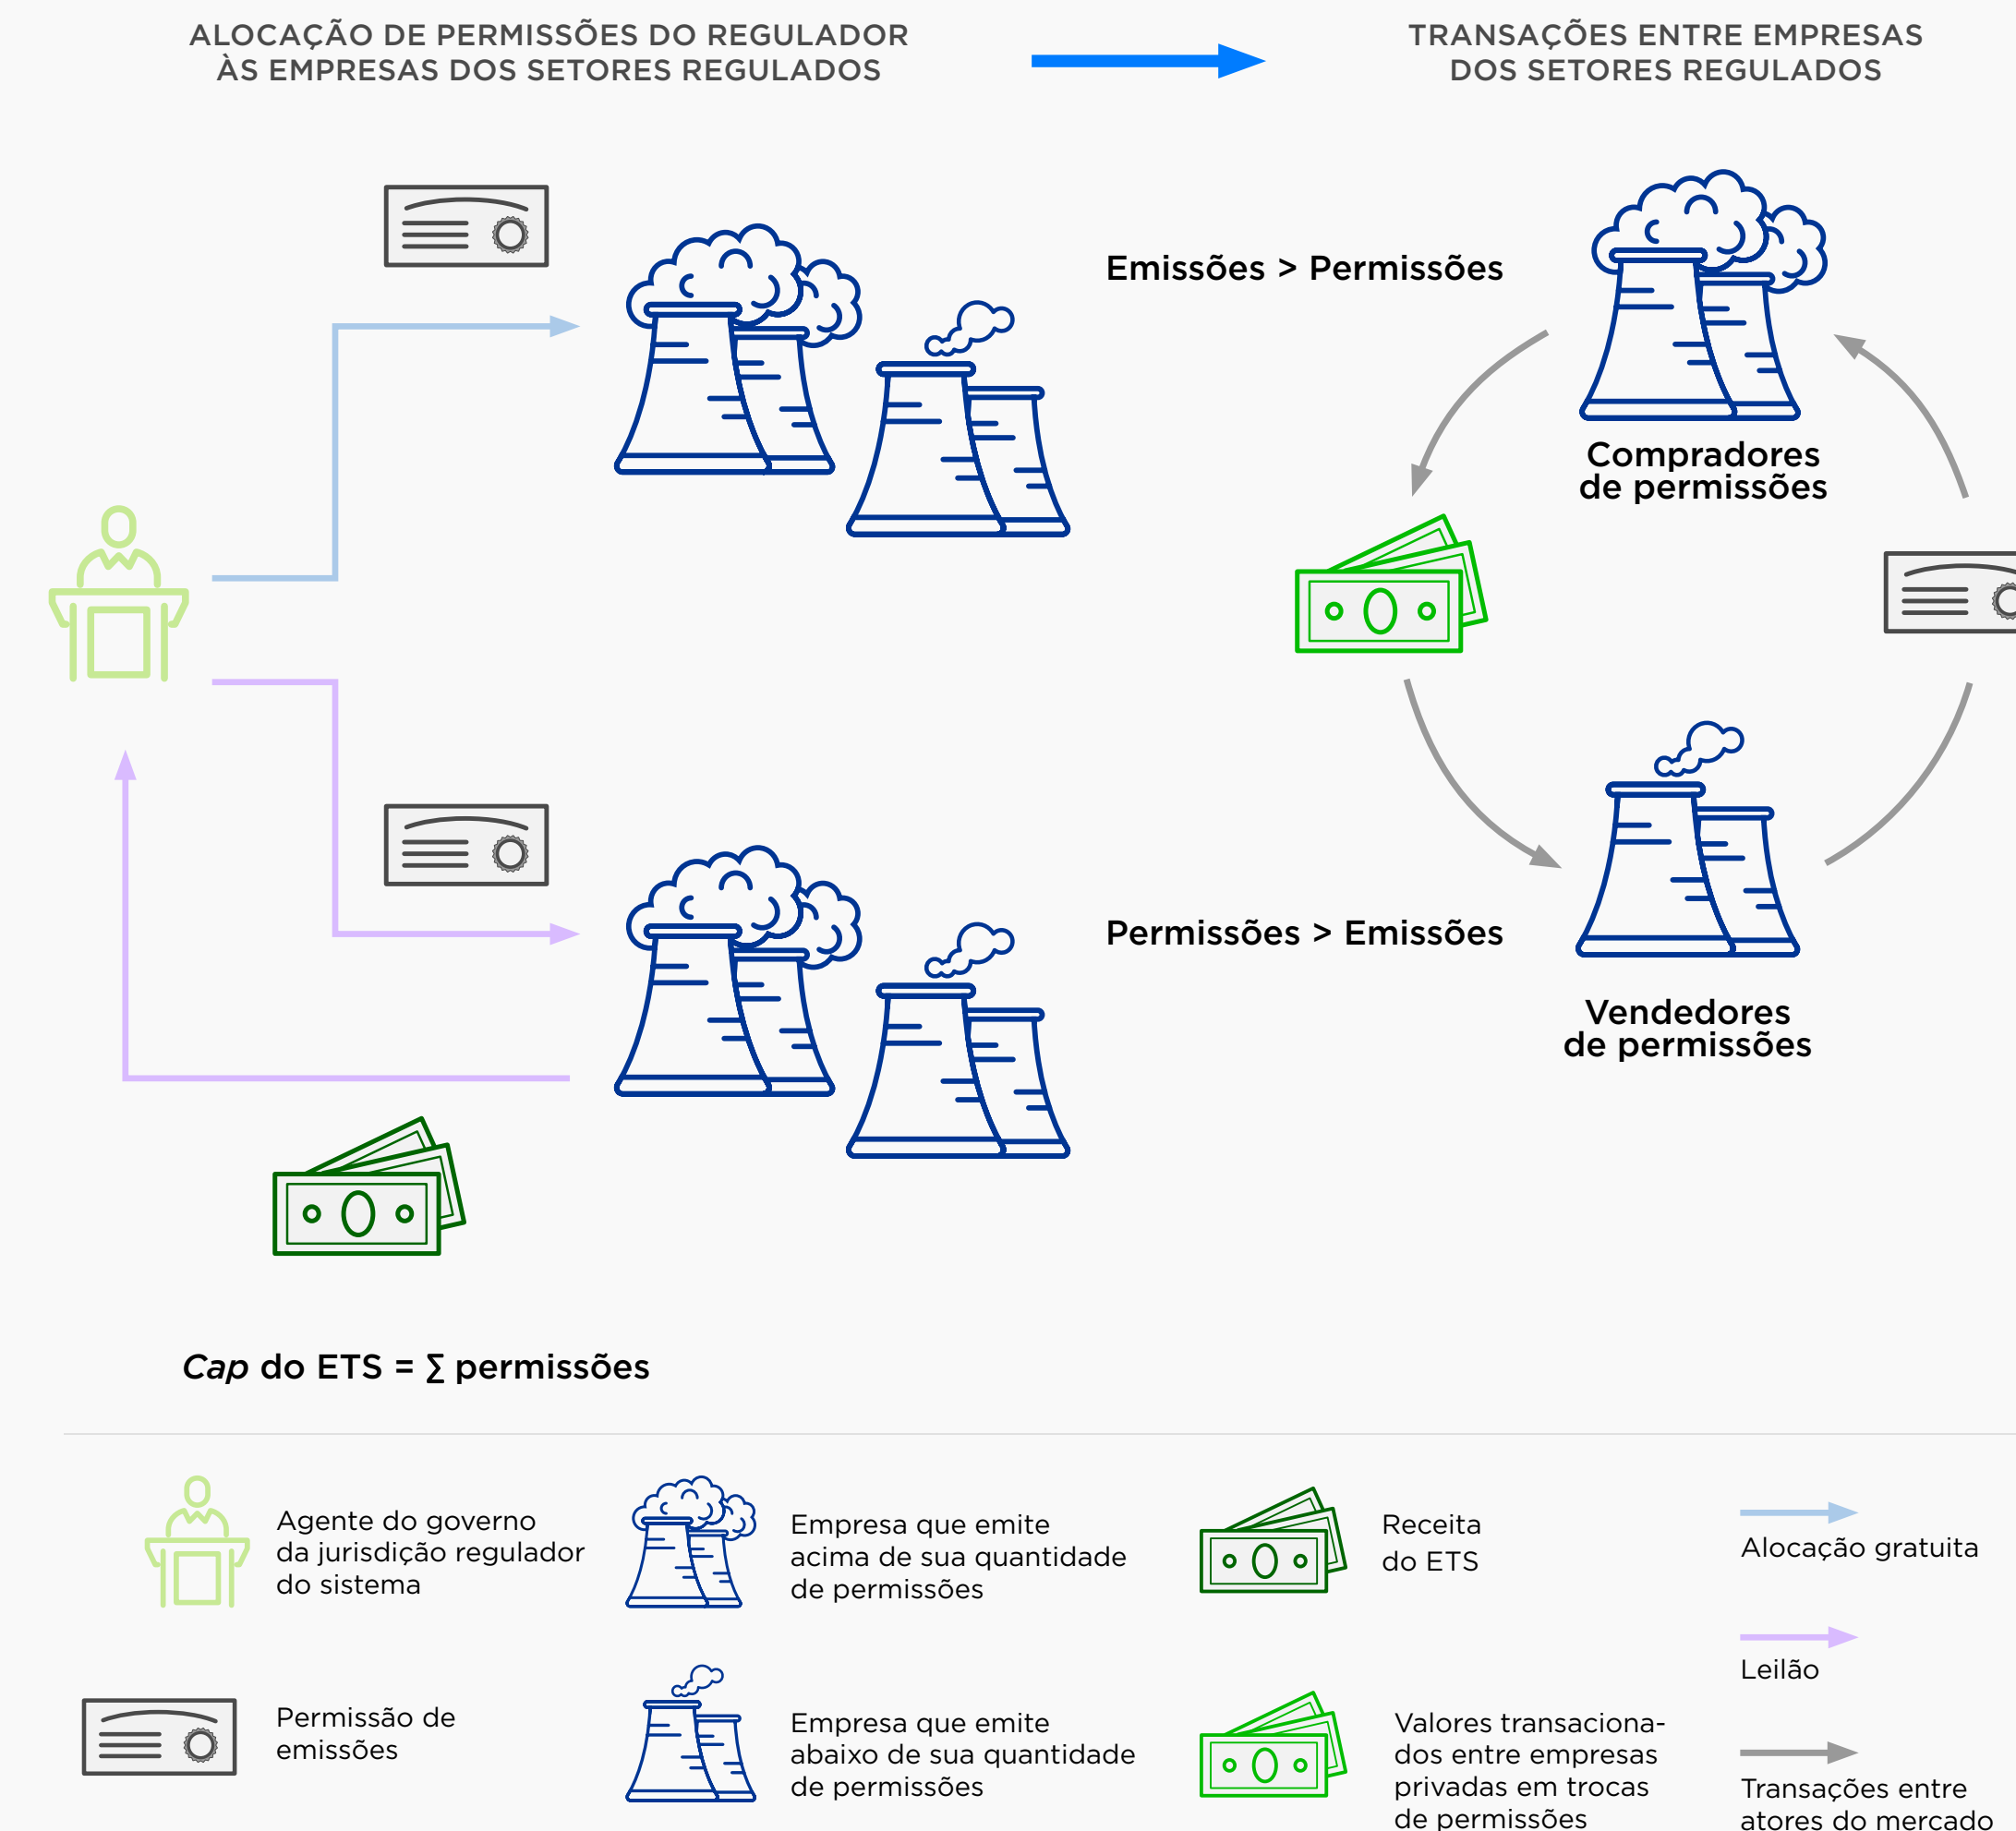 ALOCAÇÃO DE PERMISSÕES DO REGULADOR
ÀS EMPRESAS DOS SETORES REGULADOS
TRANSAÇÕES ENTRE EMPRESAS
DOS SETORES REGULADOS
Emissões > Permissões
Compradores
de permissões
Permissões > Emissões
Vendedores
de permissões
Cap do ETS = ∑ permissões
Agente do governo
da jurisdição regulador
do sistema
Empresa que emite
acima de sua quantidade
de permissões
Receita
do ETS
Alocação gratuita
Leilão
Permissão de
emissões
Empresa que emite
abaixo de sua quantidade
de permissões
Valores transaciona-
dos entre empresas
privadas em trocas
de permissões
Transações entre
atores do mercado